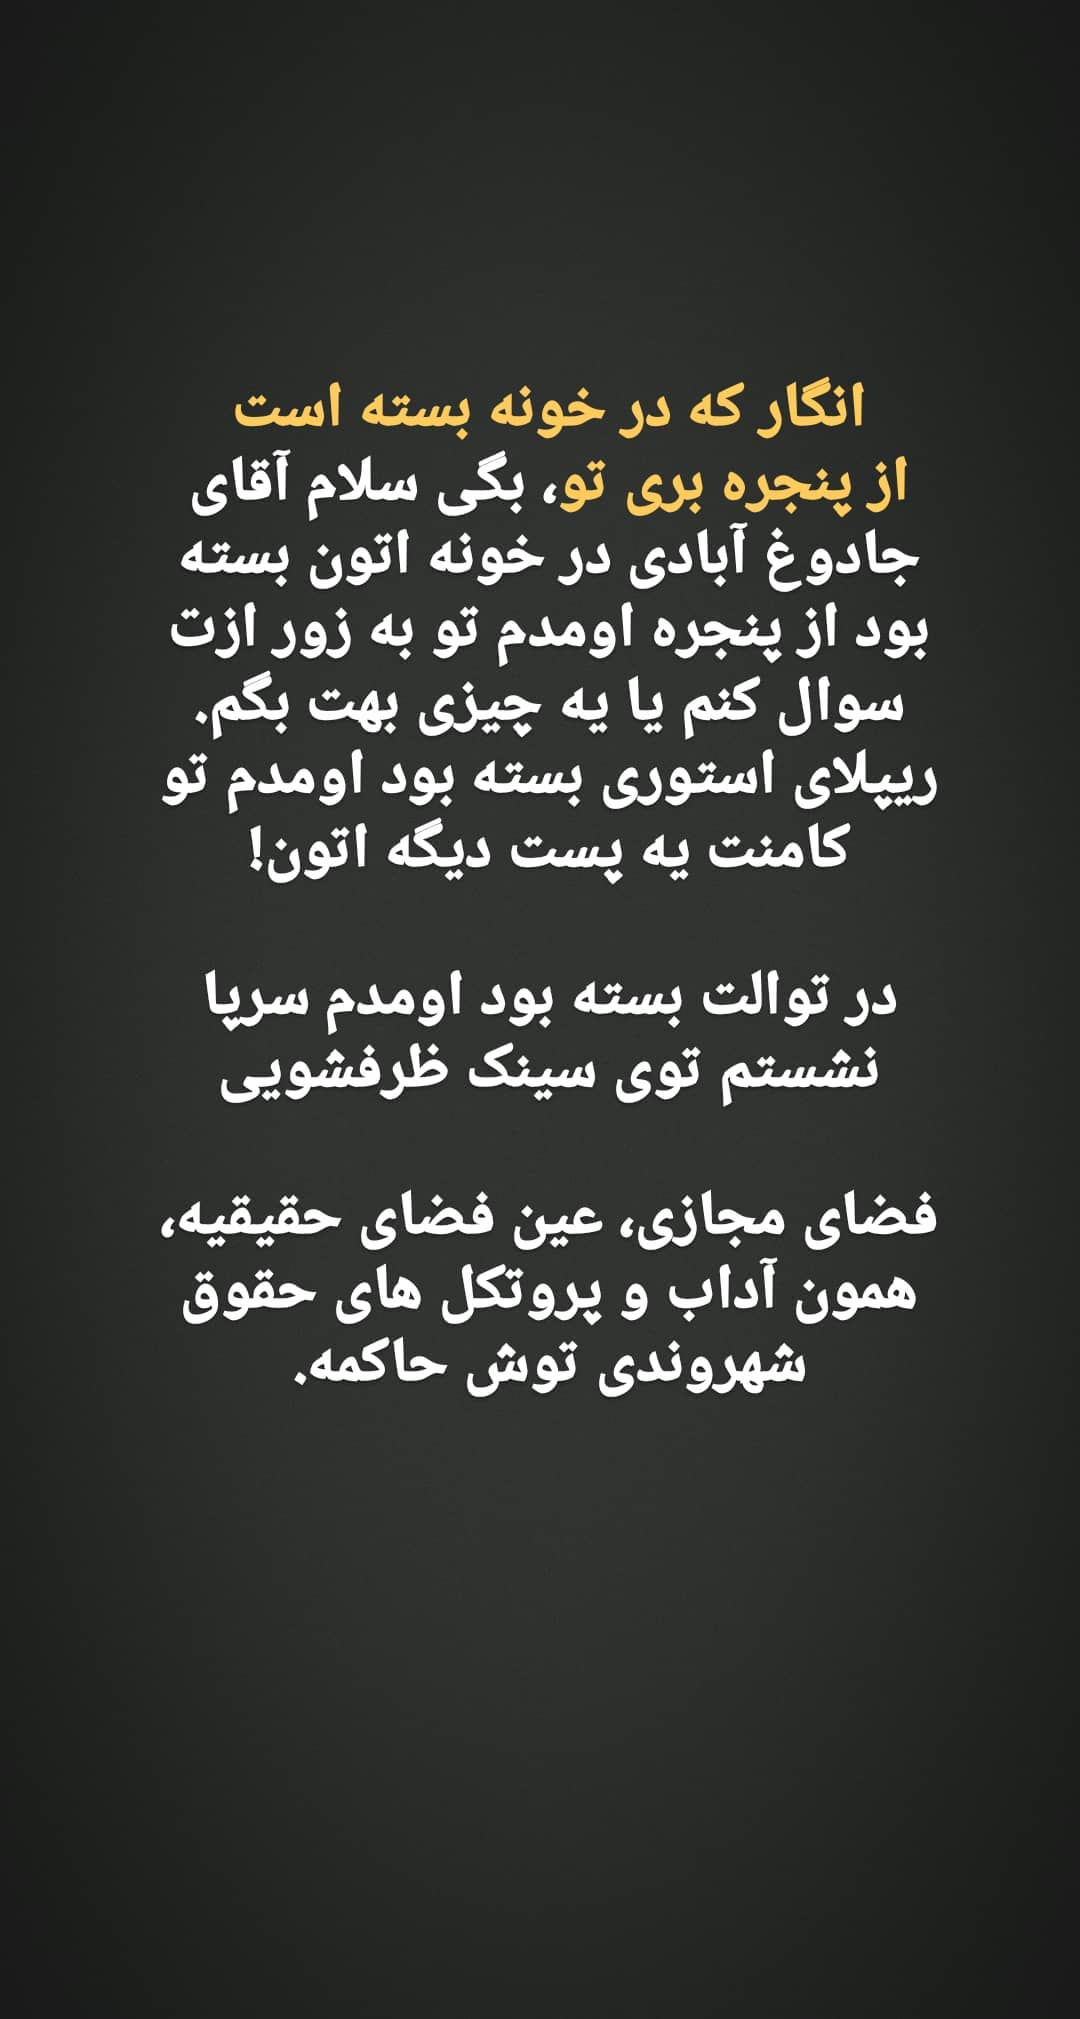 انگار که در خونه بسته است
از پنجره بری تو، بگی سلام آقای
جادوغ آبادی در خونه اتون بسته
بود از پنجره اومدم تو به زور ازت
سوال کنم یا یه چیزی بهت بگم.
ریپلای استوری بسته بود اومدم تو
کامنت یه پست دیگه اتون!
در توالت بسته بود اومدم سرپا
نشستم توی سینک ظرفشویی
فضای مجازی، عین فضای حقیقیه،
همون آداب و پروتکل های حقوق
شهروندی توش حاکمه.